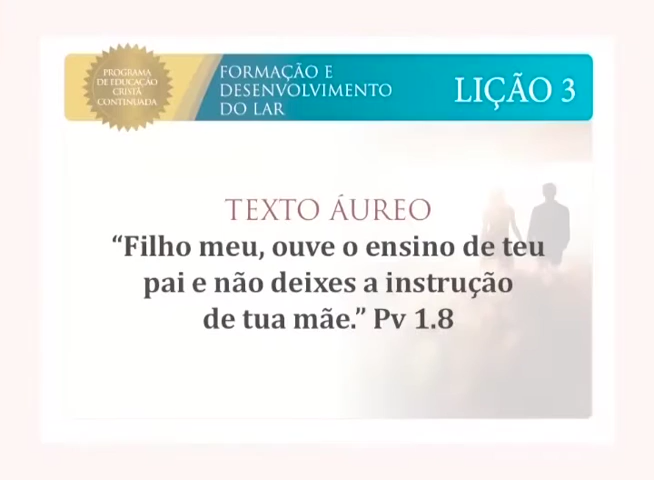 PROGRAMA
DE EDUCAÇÃO
CRISTÃ
CONTINUADA
FORMAÇÃO E
DESENVOLVIMENTO
DO LAR
LIÇÃO 3
TEXTO ÁUREO
“Filho meu, ouve o ensino de teu
pai e não deixes a instrução
de tua mãe.” Pv 1.8